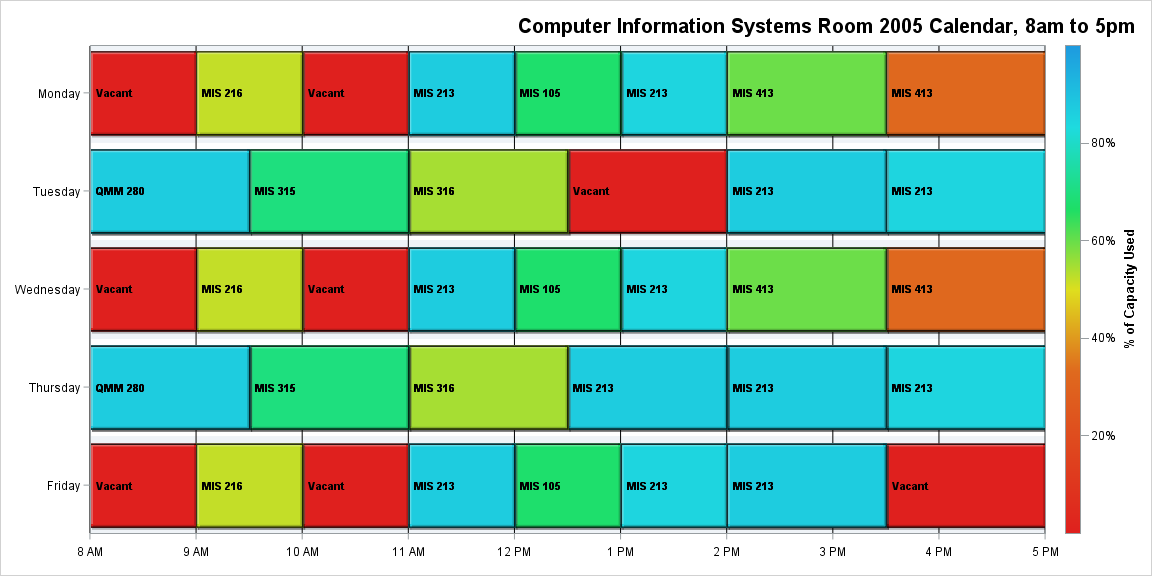 Computer Information Systems Room 2005 Calendar, 8am to 5pm
Monday
Vacant
MIS 216
Vacant
MIS 213
MIS 105
MIS 213
MIS 413
MIS 413
Tuesday
QMM 280
MIS 315
MIS 316
Vacant
MIS 213
MIS 213
Wednesday
Vacant
MIS 216
Vacant
MIS 213
MIS 105
MIS 213
MIS 413
MIS 413
Thursday
QMM 280
MIS 315
MIS 316
MIS 213
MIS 213
MIS 213
Friday
Vacant
MIS 216
Vacant
MIS 213
MIS 105
MIS 213
MIS 213
Vacant
8 AM
9 AM
10 AM
11 AM
12 PM
1 PM
2 PM
3 PM
4 PM
5 PM
80%
60%
40%
20%
% of Capacity Used